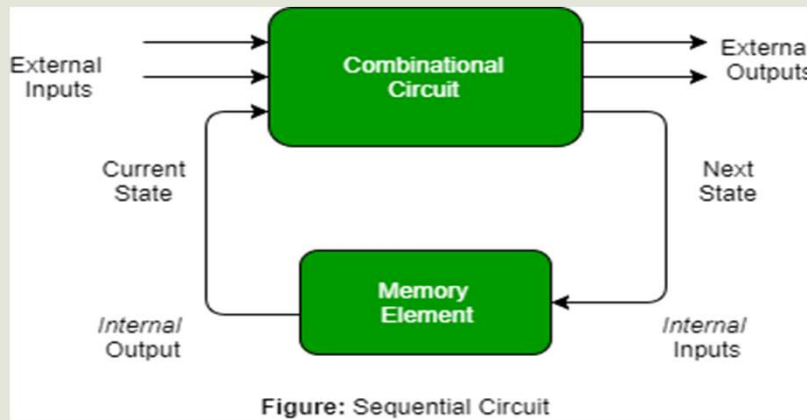 External
Inputs
Combinational
Circuit
Externa
Outputs
Current
State
Next
State
Memory
Element
Internal
Output
Internal
Inputs
Figure: Sequential Circuit